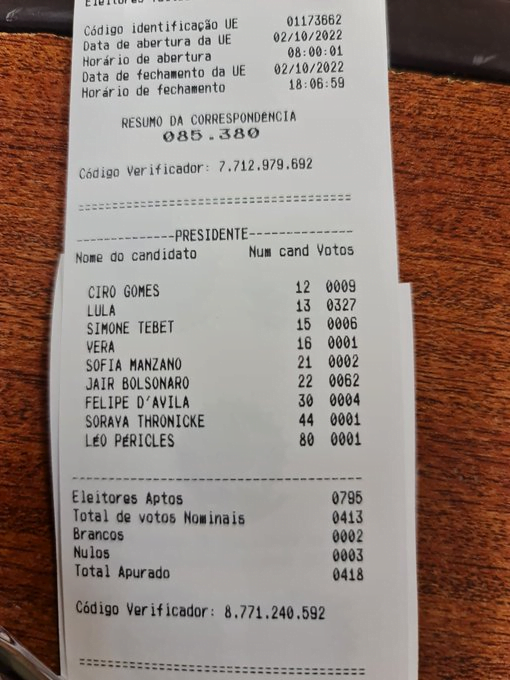 Eleitores
Código identificação UE 01173662
Data de abertura da UE 02/10/2022
Horário de abertura 08:00:01
Data de fechamento da UE 02/10/2022
Horário de fechamento 18:06:59
RESUMO DA CORRESPONDÊNCIA
085.380
Código Verificador: 7.712.979.692
===================================
--------------PRESIDENTE---------------
Nome do candidato Num cand Votos
CIRO GOMES 12 0009
LULA 13 0327
SIMONE TEBET 15 0006
VERA 16 0001
SOFIA MANZANO 21 0002
JAIR BOLSONARO 22 0062
FELIPE D'AVILA 30 0004
SORAYA THRONICKE 44 0001
LÉO PÉRICLES 80 0001
---------------------------------------
Eleitores Aptos 0795
Total de votos Nominais 0413
Brancos 0002
Nulos 0003
Total Apurado 0418
Código Verificador: 8.771.240.592
===================================